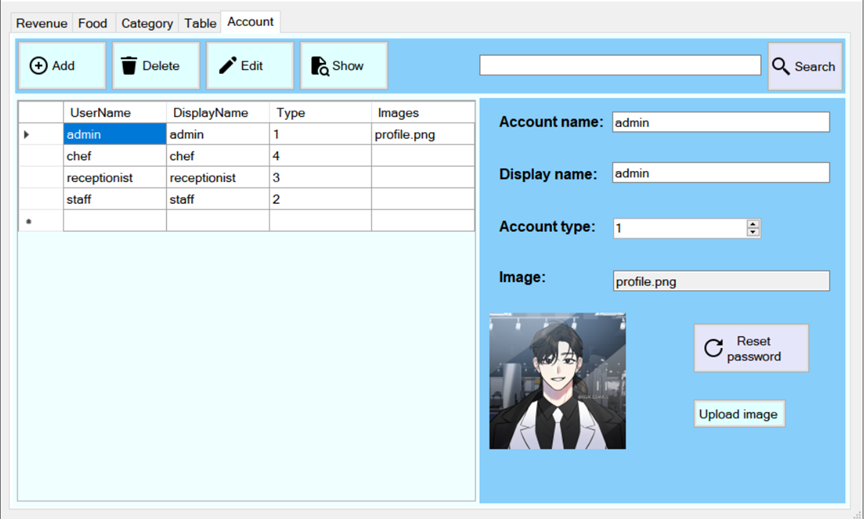 Revenue Food Category Table Account
Add Delete Edit Show Search
UserName DisplayName Type Images
admin admin 1 profile.png
chef chef 4
receptionist receptionist 3
staff staff 2
Account name: admin
Display name: admin
Account type: 1
Image: profile.png
Reset
password
Upload image